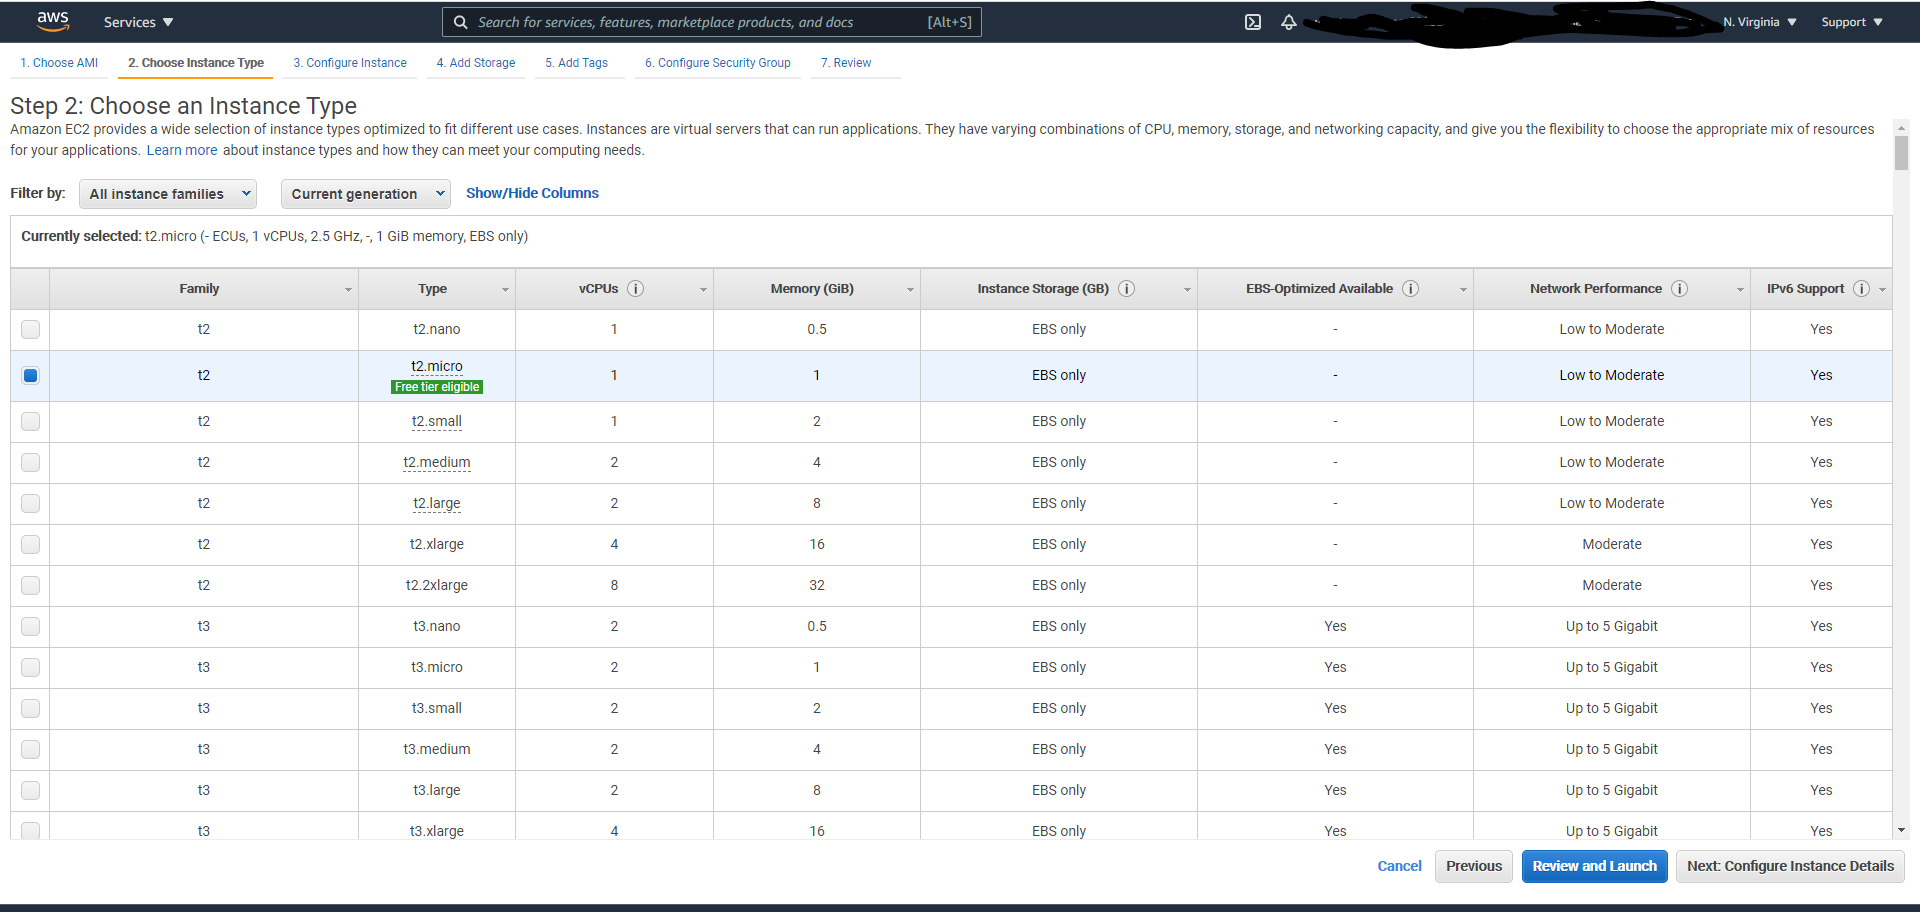 aws Services Search for services, features, marketplace products, and docs [Alt+S] N. Virginia Support
1. Choose AMI 2. Choose Instance Type 3. Configure Instance 4. Add Storage 5. Add Tags 6. Configure Security Group 7. Review
Step 2: Choose an Instance Type
Amazon EC2 provides a wide selection of instance types optimized to fit different use cases. Instances are virtual servers that can run applications. They have varying combinations of CPU, memory, storage, and networking capacity, and give you the flexibility to choose the appropriate mix of resources
for your applications. Learn more about instance types and how they can meet your computing needs.
Filter by: All instance families Current generation Show/Hide Columns
Currently selected: t2.micro (- ECUs, 1 vCPUs, 2.5 GHz, -, 1 GiB memory, EBS only)
Family Type vCPUs i Memory (GiB) Instance Storage (GB) i EBS-Optimized Available i Network Performance i IPv6 Support i
t2 t2.nano 1 0.5 EBS only - Low to Moderate Yes
t2 t2.micro 1 1 EBS only - Low to Moderate Yes
Free tier eligible
t2 t2.small 1 2 EBS only - Low to Moderate Yes
t2 t2.medium 2 4 EBS only - Low to Moderate Yes
t2 t2.large 2 8 EBS only - Low to Moderate Yes
t2 t2.xlarge 4 16 EBS only - Moderate Yes
t2 t2.2xlarge 8 32 EBS only - Moderate Yes
t3 t3.nano 2 0.5 EBS only Yes Up to 5 Gigabit Yes
t3 t3.micro 2 1 EBS only Yes Up to 5 Gigabit Yes
t3 t3.small 2 2 EBS only Yes Up to 5 Gigabit Yes
t3 t3.medium 2 4 EBS only Yes Up to 5 Gigabit Yes
t3 t3.large 2 8 EBS only Yes Up to 5 Gigabit Yes
t3 t3.xlarge 4 16 EBS only Yes Up to 5 Gigabit Yes
Cancel Previous Review and Launch Next: Configure Instance Details